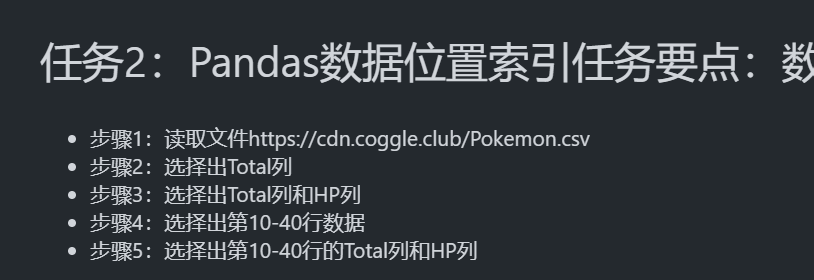 任务2：Pandas数据位置索引任务要点：数
步骤1：读取文件https://cdn.coggle.club/Pokemon.csv
步骤2：选择出Total列
步骤3：选择出Total列和HP列
步骤4：选择出第10-40行数据
步骤5：选择出第10-40行的Total列和HP列